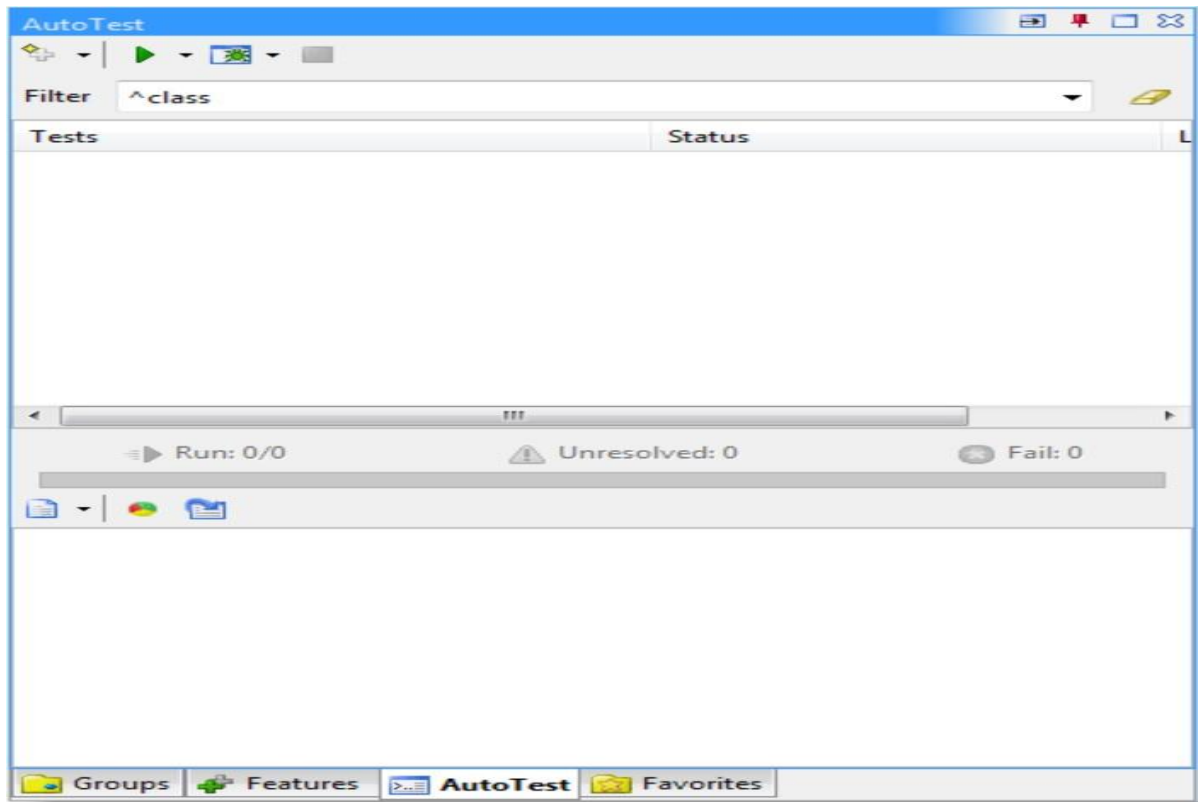 AutoTest
Filter ^class
Tests Status L
Run: 0/0 Unresolved: 0 Fail: 0
Groups Features AutoTest Favorites